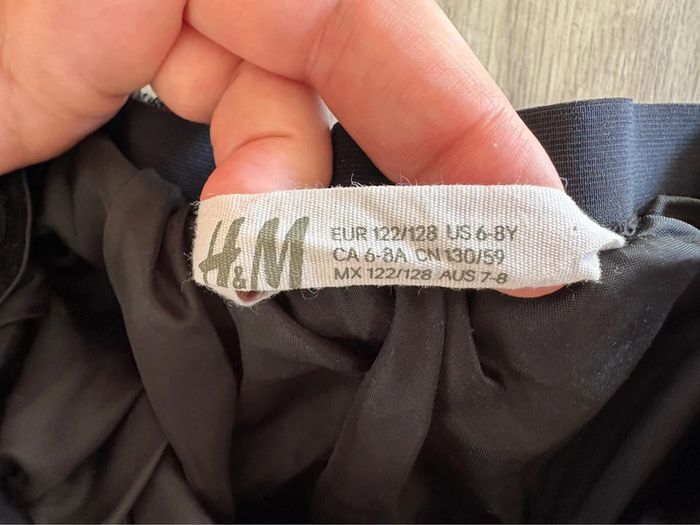 H&M
EUR 122/128 US 6-8Y
CA 6-8A CN 130/59
MX 122/128 AUS 7-8